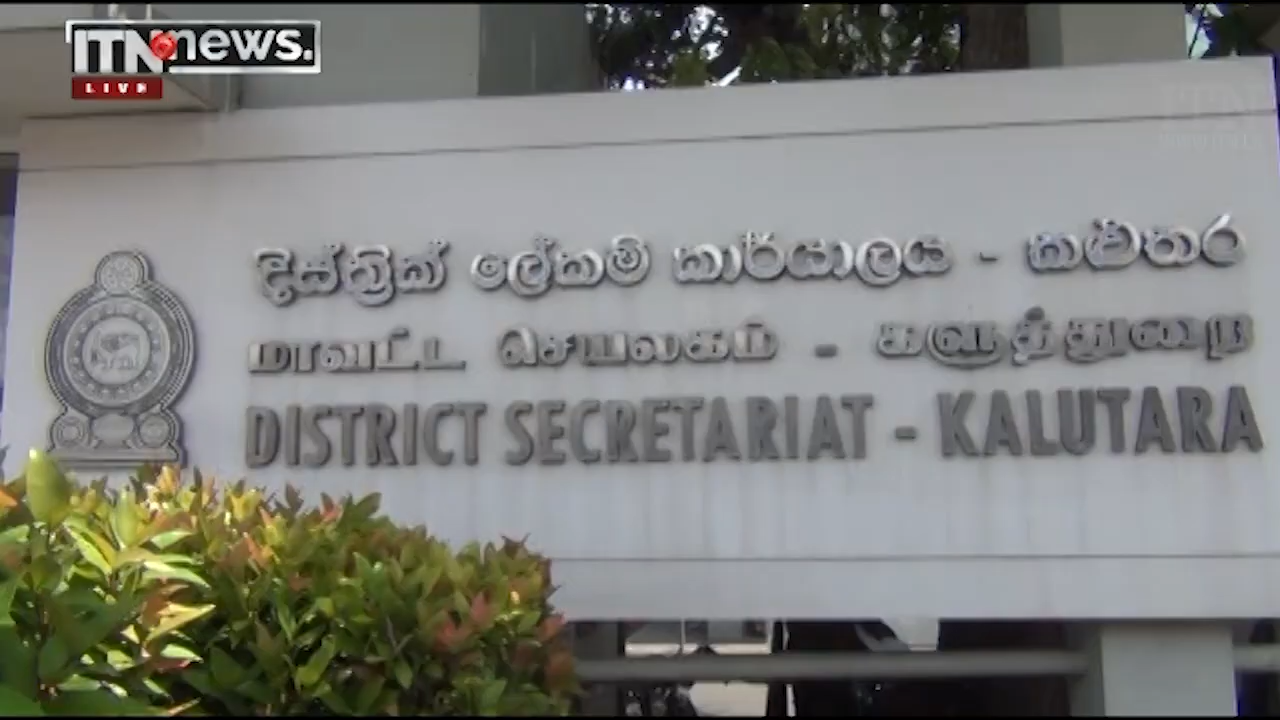 ITN news.
LIVE
දිස්ත්‍රික් ලේකම් කාර්යාලය - කළුතර
மாவட்ட செயலகம் - களுத்துறை
DISTRICT SECRETARIAT - KALUTARA